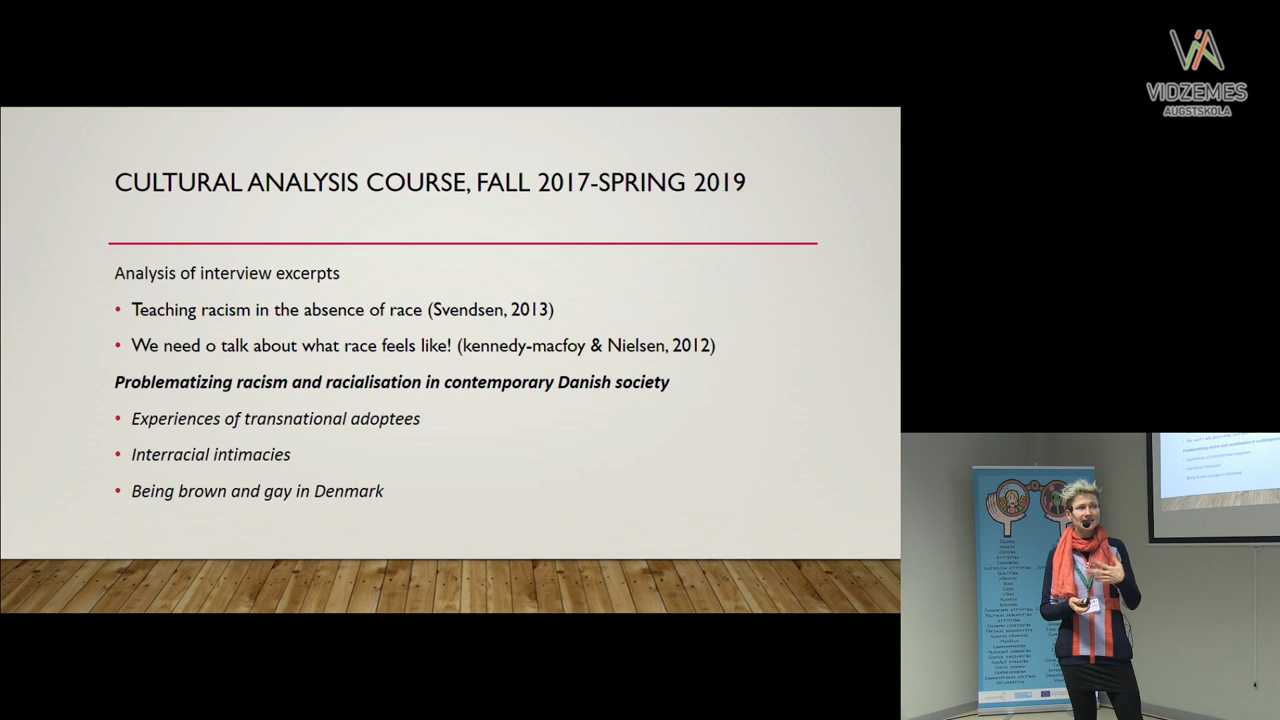 VIDZEMES
AUGSTSKOLA
CULTURAL ANALYSIS COURSE, FALL 2017-SPRING 2019
Analysis of interview excerpts
• Teaching racism in the absence of race (Svendsen, 2013)
• We need o talk about what race feels like! (kennedy-macfoy & Nielsen, 2012)
Problematizing racism and racialisation in contemporary Danish society
• Experiences of transnational adoptees
• Interracial intimacies
• Being brown and gay in Denmark